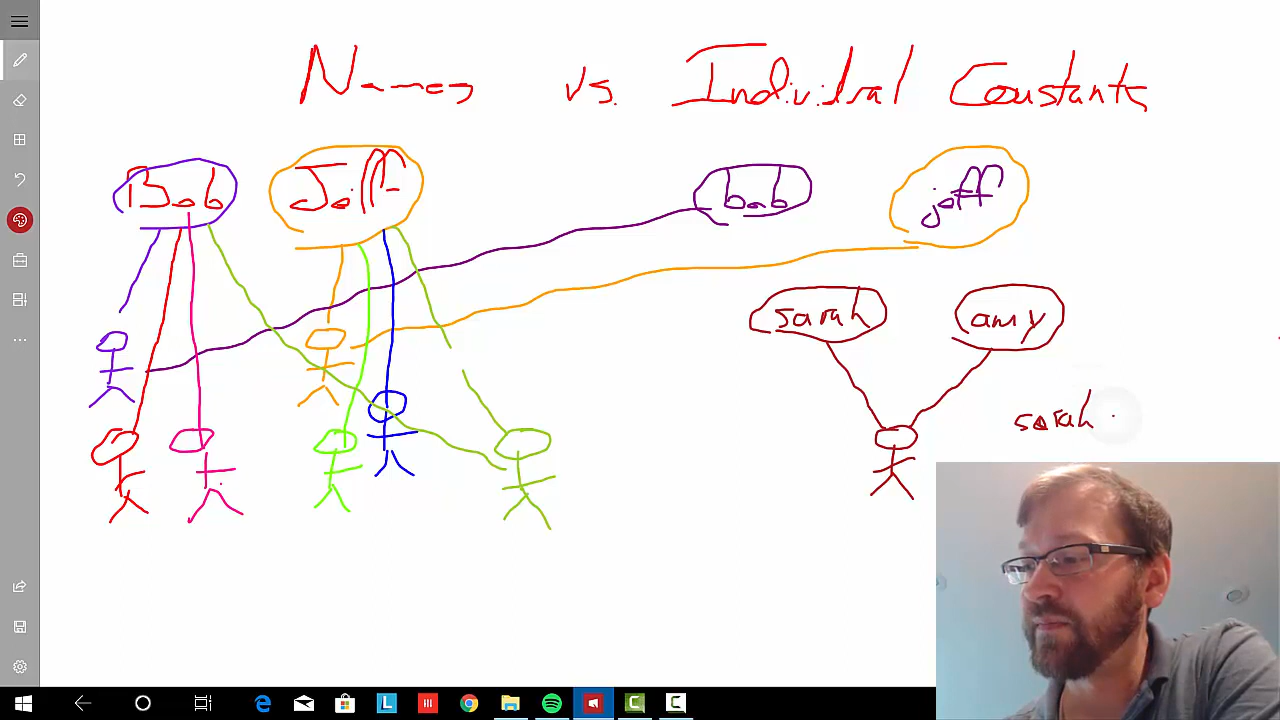 Names vs. Individual Constants
Bob Jeff bob jeff
sarah amy
sarah